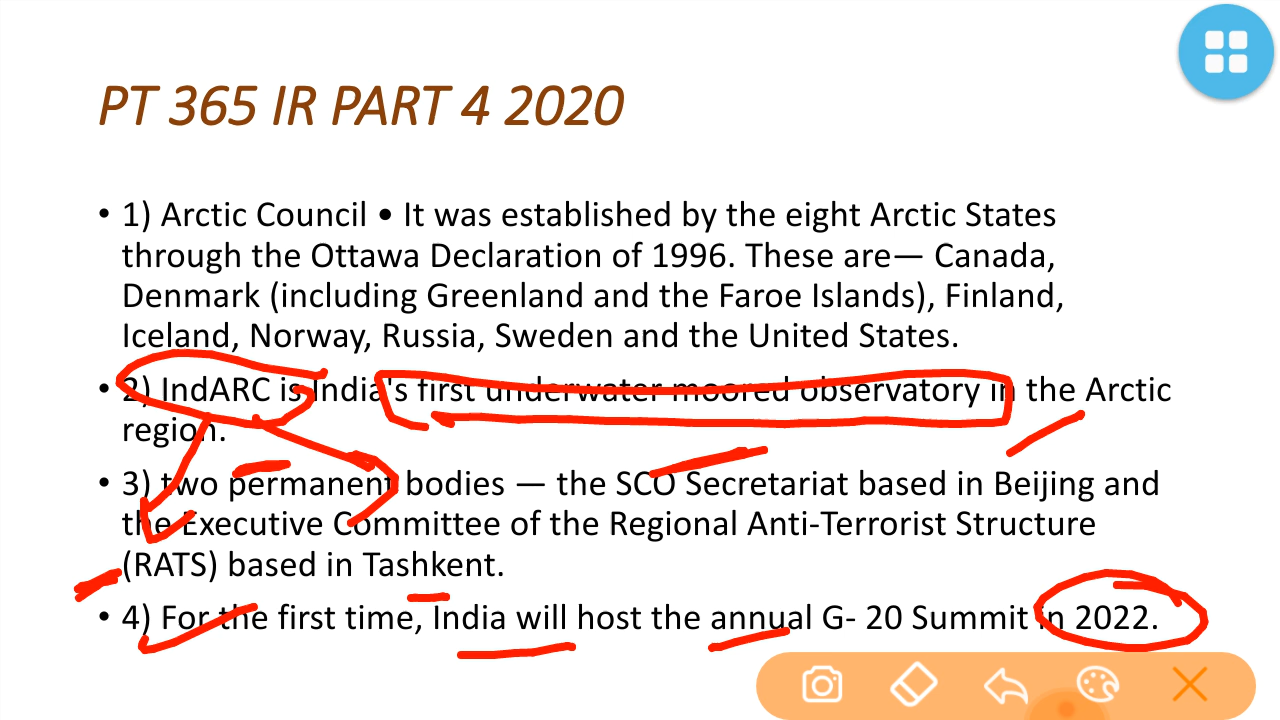 PT 365 IR PART 4 2020
• 1) Arctic Council • It was established by the eight Arctic States
through the Ottawa Declaration of 1996. These are— Canada,
Denmark (including Greenland and the Faroe Islands), Finland,
Iceland, Norway, Russia, Sweden and the United States.
• 2) IndARC is India's first underwater moored observatory in the Arctic
region.
• 3) two permanent bodies — the SCO Secretariat based in Beijing and
the Executive Committee of the Regional Anti-Terrorist Structure
(RATS) based in Tashkent.
• 4) For the first time, India will host the annual G- 20 Summit in 2022.